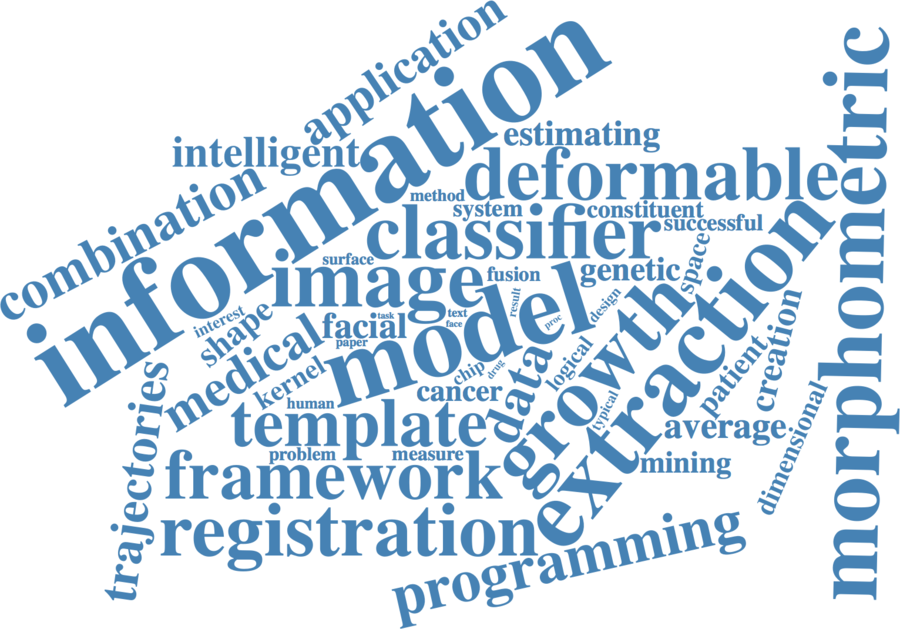 application
information
intelligent
estimating
combination
deformable
morphometric
method
system
constituent
successful
classifier
surface
image
fusion
genetic
space
extraction
interest
shape
facial
task
text
face
result
proc
design
model
growth
medical
paper
kernel
human
chip
drug
logical
data
cancer
typical
patient
creation
trajectories
template
average
dimensional
problem
measure
mining
framework
registration
programming